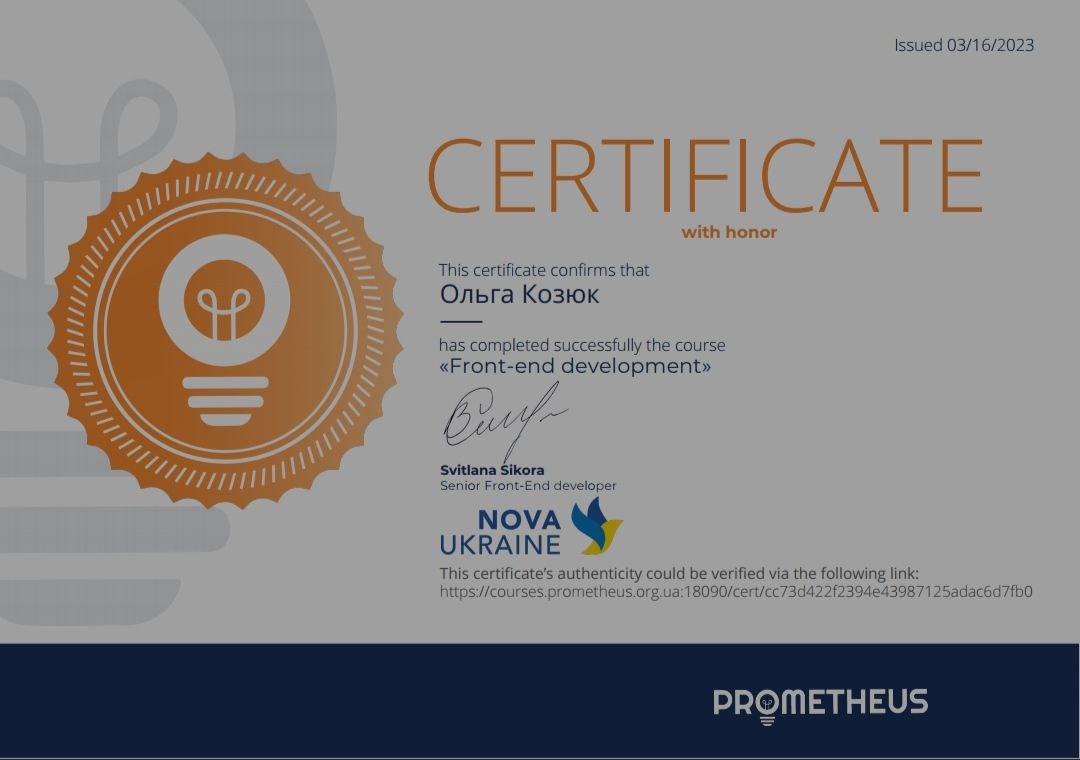 Issued 03/16/2023
CERTIFICATE
with honor
This certificate confirms that
Ольга Козюк
has completed successfully the course
«Front-end development»
Svitlana Sikora
Senior Front-End developer
NOVA
UKRAINE
This certificate’s authenticity could be verified via the following link:
https://courses.prometheus.org.ua:18090/cert/cc73d422f2394e43987125adac6d7fb0
PROMETHEUS